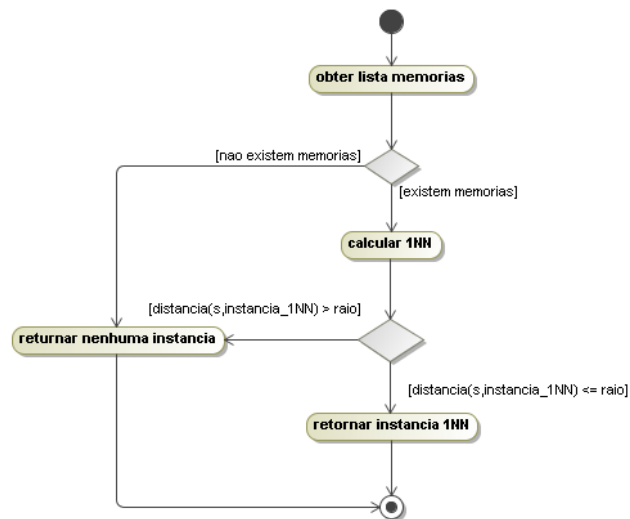 obter lista memorias
[nao existem memorias]
[existem memorias]
calcular 1NN
[distancia(s,instancia_1NN) > raio]
returnar nenhuma instancia
[distancia(s,instancia_1NN) <= raio]
retornar instancia 1NN